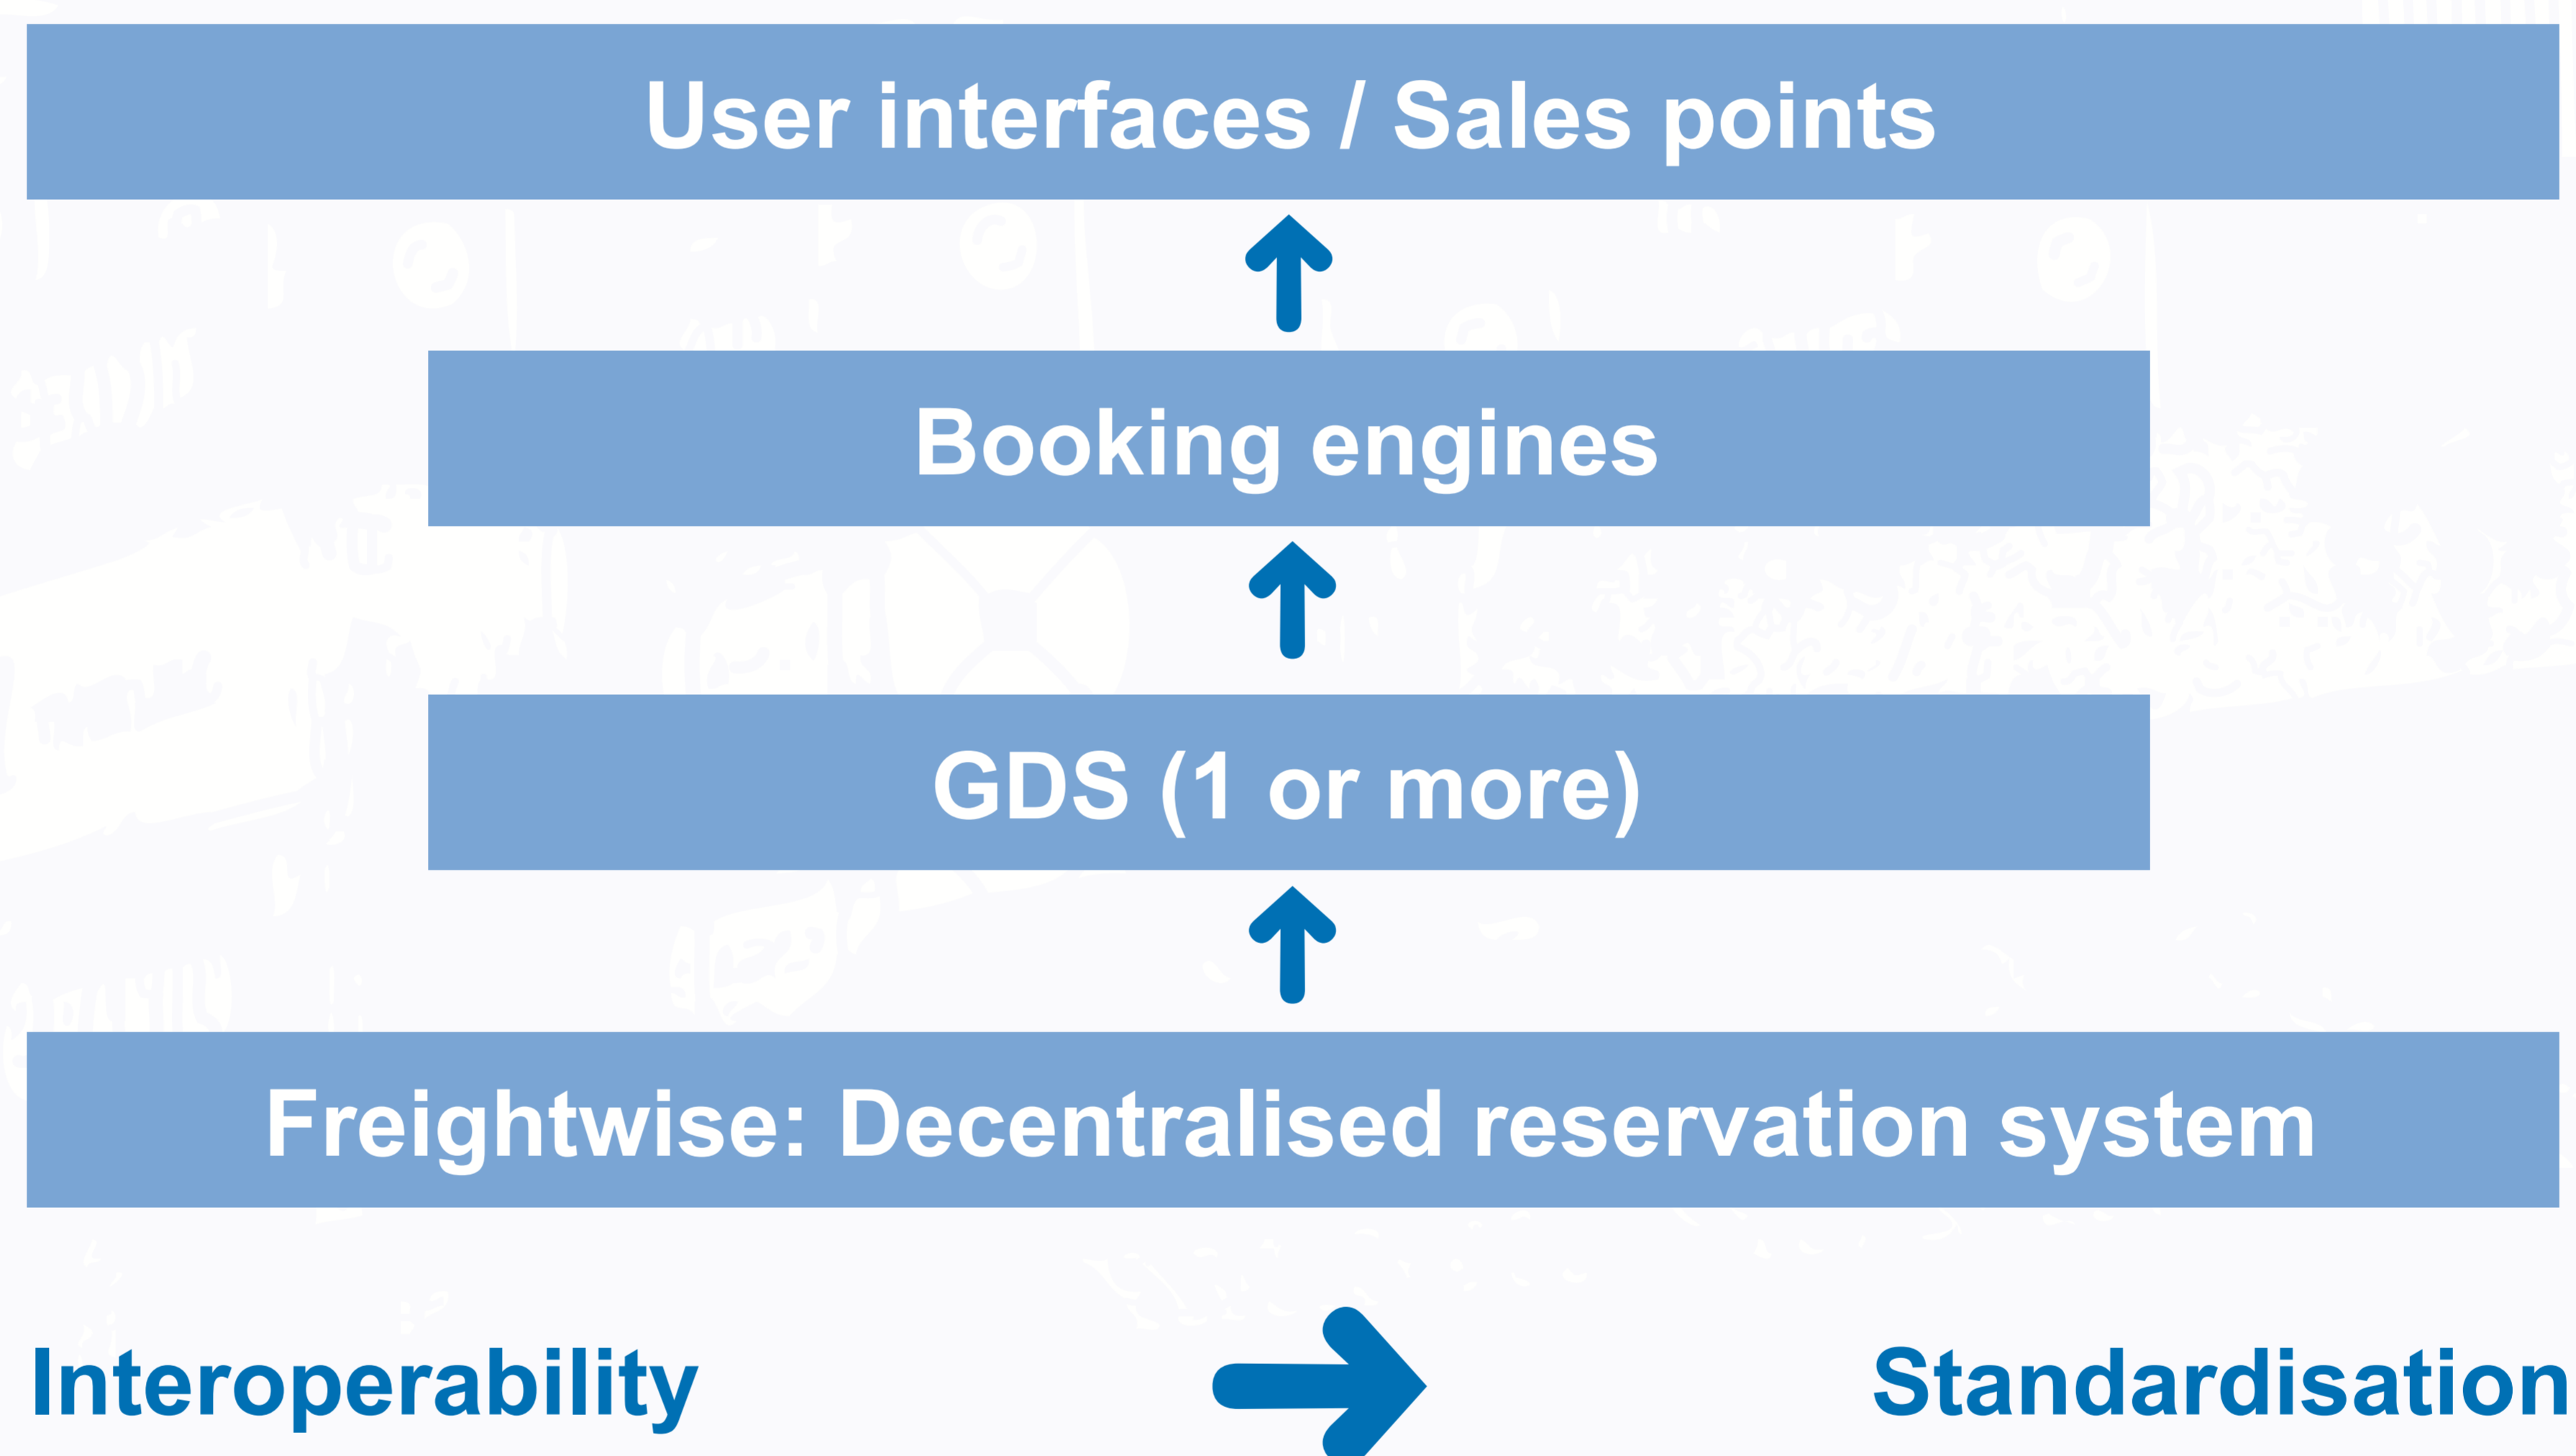 User interfaces / Sales points
Booking engines
GDS (1 or more)
Freightwise: Decentralised reservation system
Interoperability
Standardisation